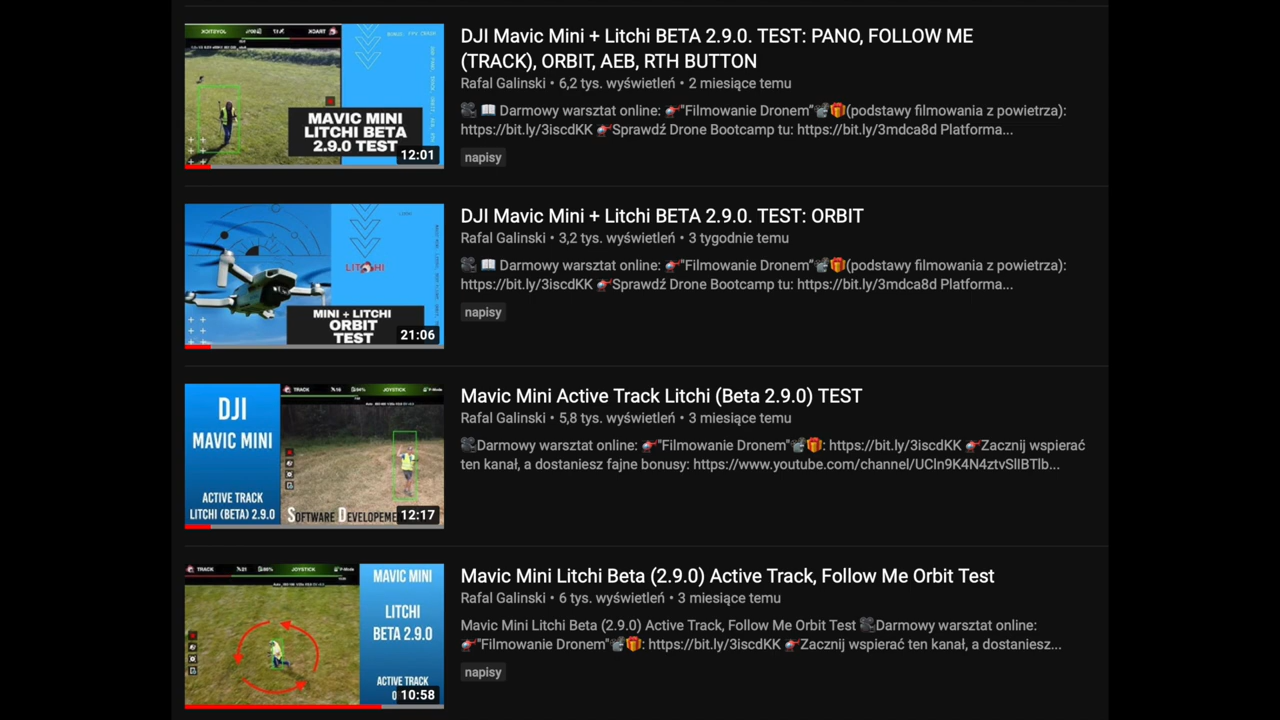 MAVIC MINI
LITCHI BETA
2.9.0 TEST
12:01
DJI Mavic Mini + Litchi BETA 2.9.0. TEST: PANO, FOLLOW ME
(TRACK), ORBIT, AEB, RTH BUTTON
Rafal Galinski • 6,2 tys. wyświetleń • 2 miesiące temu
🎥 📖 Darmowy warsztat online: 🚁"Filmowanie Dronem"📽🎁(podstawy filmowania z powietrza):
https://bit.ly/3iscdKK 🚁Sprawdź Drone Bootcamp tu: https://bit.ly/3mdca8d Platforma...
napisy
LITCHI
MINI + LITCHI
ORBIT
TEST
21:06
DJI Mavic Mini + Litchi BETA 2.9.0. TEST: ORBIT
Rafal Galinski • 3,2 tys. wyświetleń • 3 tygodnie temu
🎥 📖 Darmowy warsztat online: 🚁"Filmowanie Dronem"📽🎁(podstawy filmowania z powietrza):
https://bit.ly/3iscdKK 🚁Sprawdź Drone Bootcamp tu: https://bit.ly/3mdca8d Platforma...
napisy
DJI
MAVIC MINI
ACTIVE TRACK
LITCHI (BETA) 2.9.0
TRACK
JOYSTICK
P-Mode
SOFTWARE DEVELOPEME
12:17
Mavic Mini Active Track Litchi (Beta 2.9.0) TEST
Rafal Galinski • 5,8 tys. wyświetleń • 3 miesiące temu
🎥Darmowy warsztat online: 🚁"Filmowanie Dronem"📽🎁: https://bit.ly/3iscdKK 🚁Zacznij wspierać
ten kanał, a dostaniesz fajne bonusy: https://www.youtube.com/channel/UCln9K4N4ztvSlIBTlb...
TRACK
JOYSTICK
P-Mode
MAVIC MINI
LITCHI
BETA 2.9.0
ACTIVE TRACK
10:58
Mavic Mini Litchi Beta (2.9.0) Active Track, Follow Me Orbit Test
Rafal Galinski • 6 tys. wyświetleń • 3 miesiące temu
Mavic Mini Litchi Beta (2.9.0) Active Track, Follow Me Orbit Test 🎥Darmowy warsztat online:
🚁"Filmowanie Dronem"📽🎁: https://bit.ly/3iscdKK 🚁Zacznij wspierać ten kanał, a dostaniesz...
napisy